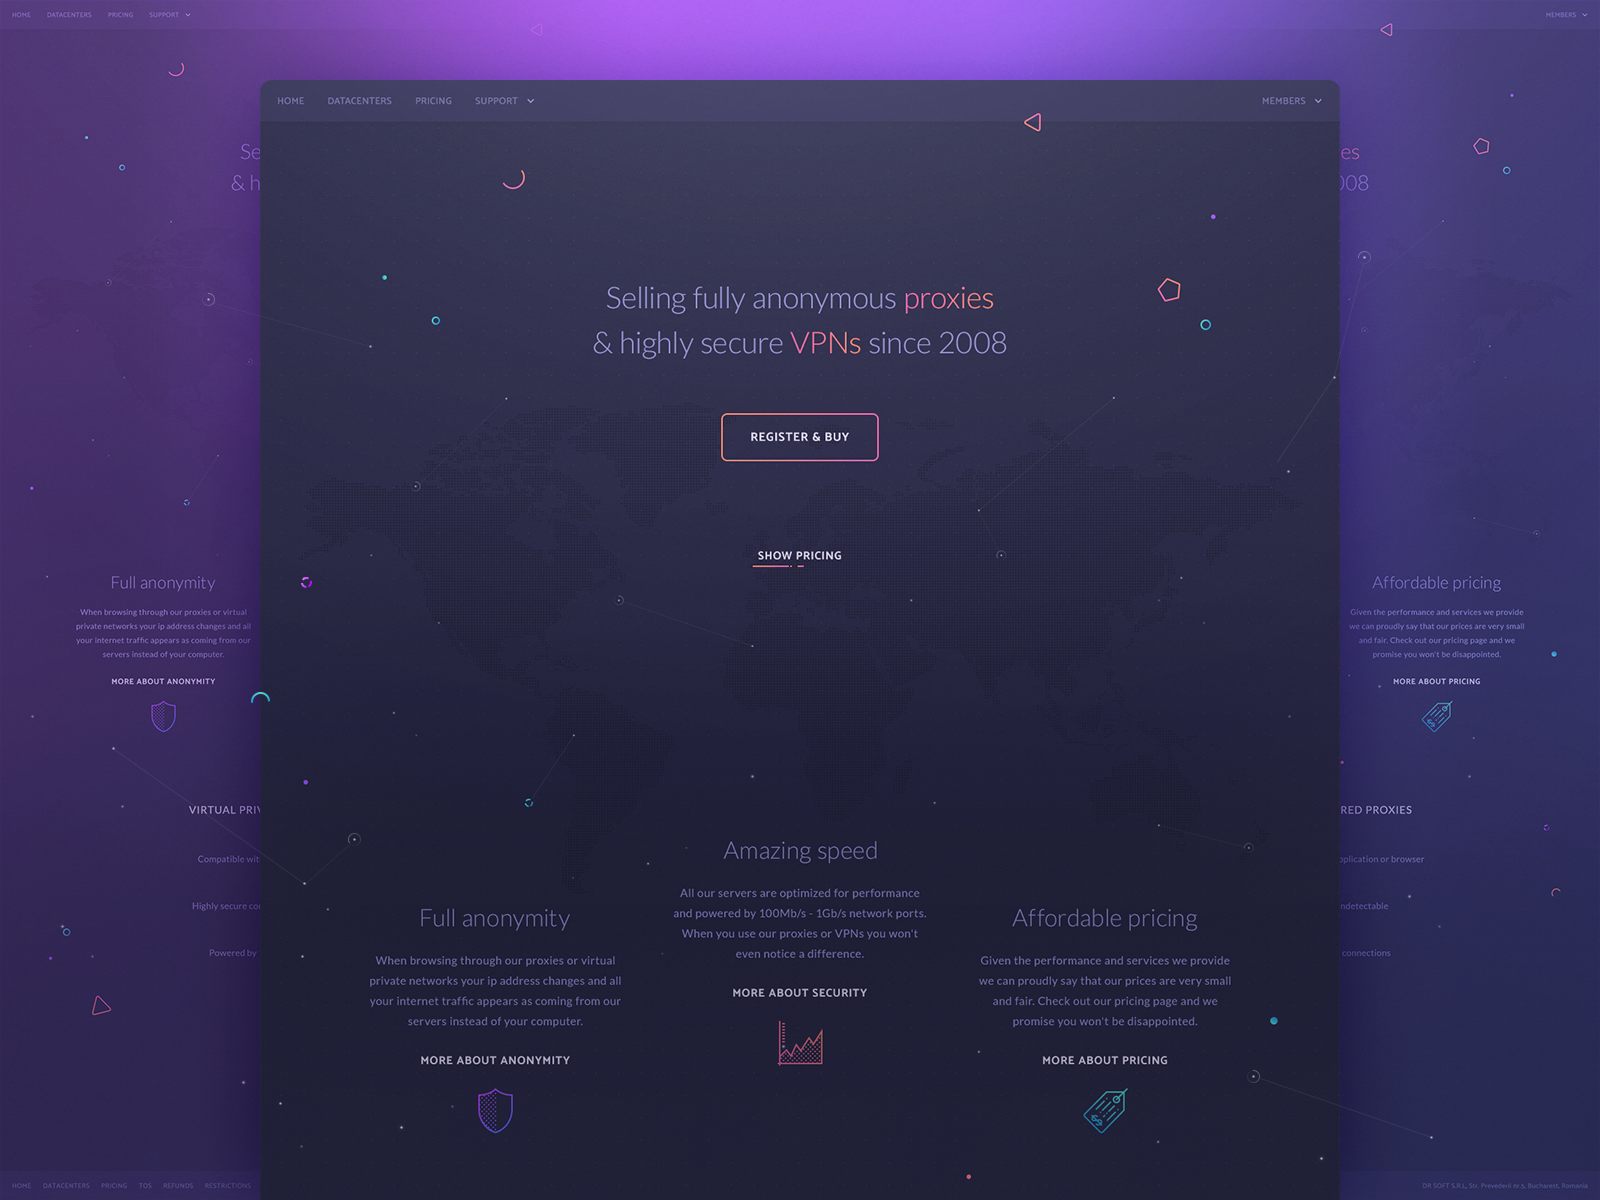 HOME DATACENTERS PRICING SUPPORT
MEMBERS
HOME DATACENTERS PRICING SUPPORT
MEMBERS
Selling fully anonymous proxies
& highly secure VPNs since 2008
REGISTER & BUY
SHOW PRICING
Amazing speed
All our servers are optimized for performance
and powered by 100Mb/s - 1Gb/s network ports.
When you use our proxies or VPNs you won't
even notice a difference.
MORE ABOUT SECURITY
Full anonymity
When browsing through our proxies or virtual
private networks your ip address changes and all
your internet traffic appears as coming from our
servers instead of your computer.
MORE ABOUT ANONYMITY
Affordable pricing
Given the performance and services we provide
we can proudly say that our prices are very small
and fair. Check out our pricing page and we
promise you won't be disappointed.
MORE ABOUT PRICING
Se
& h
Full anonymity
When browsing through our proxies or virtual
private networks your ip address changes and all
your internet traffic appears as coming from our
servers instead of your computer.
MORE ABOUT ANONYMITY
VIRTUAL PRIV
Compatible wit
Highly secure co
Powered by
es
008
Affordable pricing
Given the performance and services we provide
we can proudly say that our prices are very small
and fair. Check out our pricing page and we
promise you won't be disappointed.
MORE ABOUT PRICING
RED PROXIES
plication or browser
ndetectable
connections
HOME DATACENTERS PRICING TOS REFUNDS RESTRICTIONS
DR SOFT S.R.L, Str. Prevederii nr.5, Bucharest, Romania